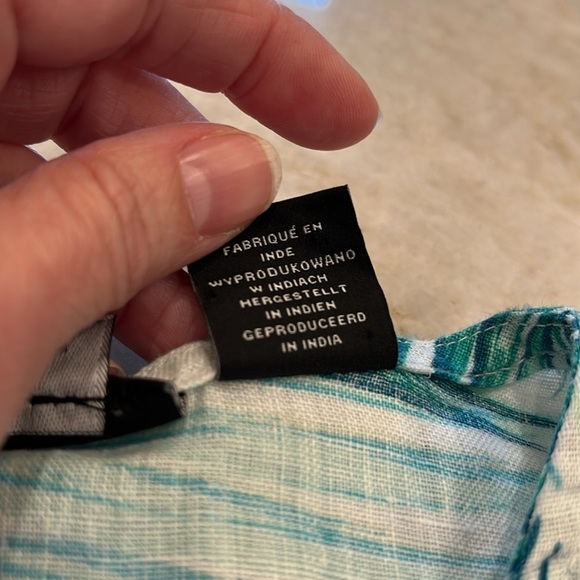 FABRIQUÉ EN
INDE
WYPRODUKOWANO
W INDIACH
HERGESTELLT
IN INDIEN
GEPRODUCEERD
IN INDIA